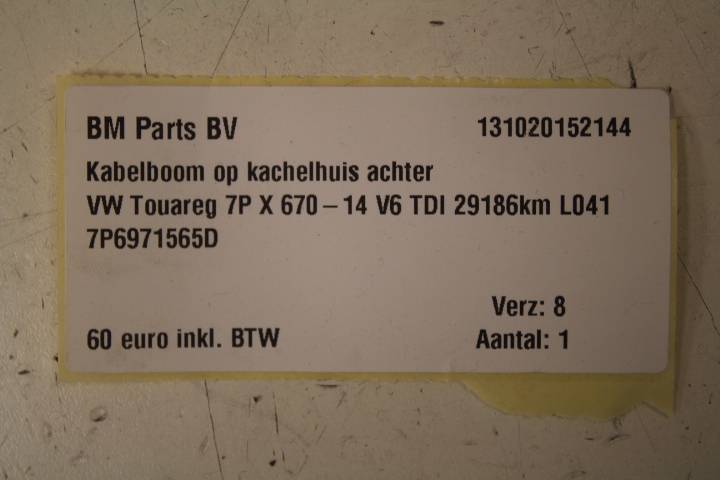 BM Parts BV 131020152144
Kabelboom op kachelhuis achter
VW Touareg 7P X 670 – 14 V6 TDI 29186km L041
7P6971565D
Verz: 8
60 euro inkl. BTW Aantal: 1